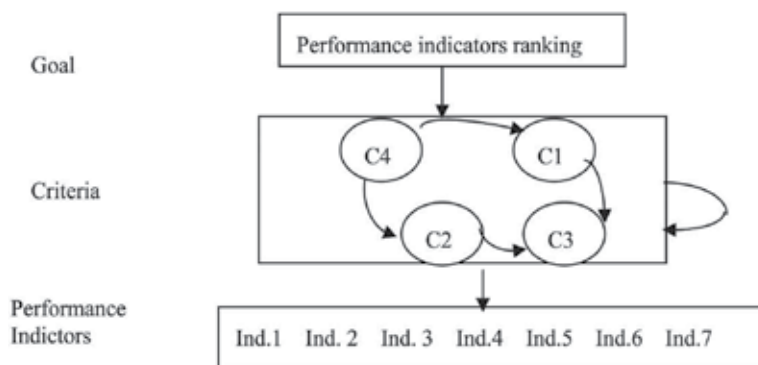 Goal
Performance indicators ranking
Criteria
C4
C1
C2
C3
Performance
Indictors
Ind.1 Ind. 2 Ind. 3 Ind.4 Ind.5 Ind.6 Ind.7